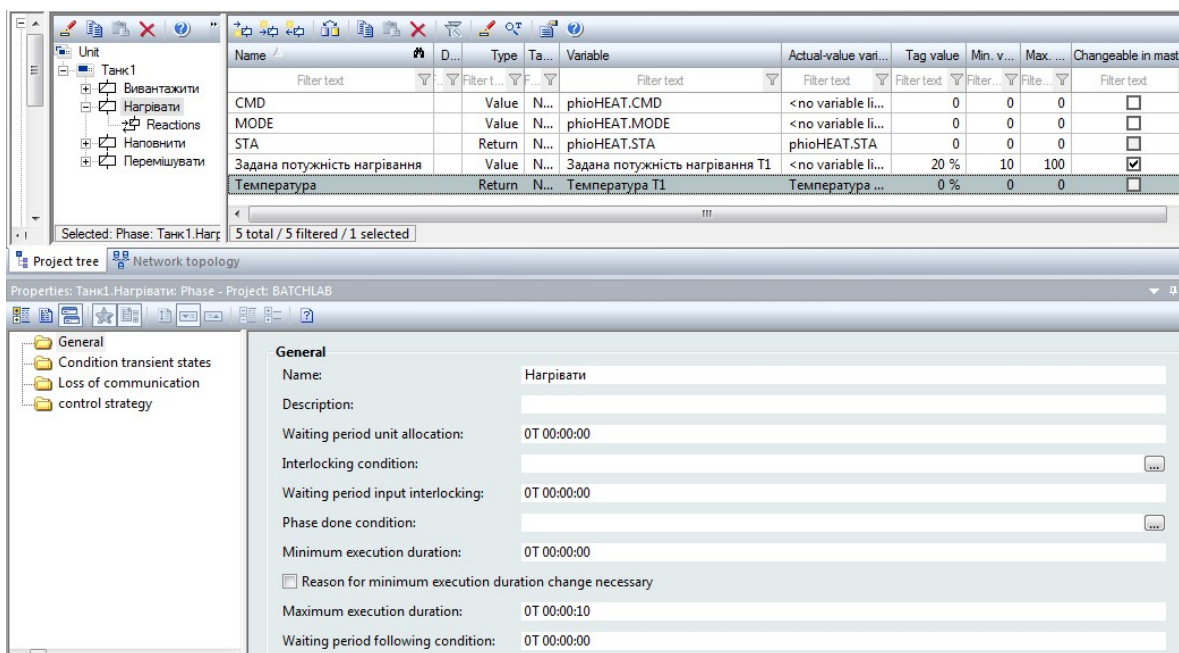 Unit
Танк1
Вивантажити
Нагрівати
Reactions
Наповнити
Перемішувати
Selected: Phase: Танк1.Нагр
Name D... Type Ta... Variable Actual-value vari... Tag value Min. v... Max. ... Changeable in mast
Filter text Filter t... F... Filter text Filter text Filter text Filter... Filte... Filter text
CMD Value N... phioHEAT.CMD <no variable li... 0 0 0
MODE Value N... phioHEAT.MODE <no variable li... 0 0 0
STA Return N... phioHEAT.STA phioHEAT.STA 0 0 0
Задана потужність нагрівання Value N... Задана потужність нагрівання Т1 <no variable li... 20 % 10 100
Температура Return N... Температура Т1 Температура ... 0 % 0 0
5 total / 5 filtered / 1 selected
Project tree Network topology
Properties: Танк1.Нагрівати: Phase - Project: BATCHLAB
General
Condition transient states
Loss of communication
control strategy
General
Name: Нагрівати
Description:
Waiting period unit allocation: 0T 00:00:00
Interlocking condition: ...
Waiting period input interlocking: 0T 00:00:00
Phase done condition: ...
Minimum execution duration: 0T 00:00:00
Reason for minimum execution duration change necessary
Maximum execution duration: 0T 00:00:10
Waiting period following condition: 0T 00:00:00